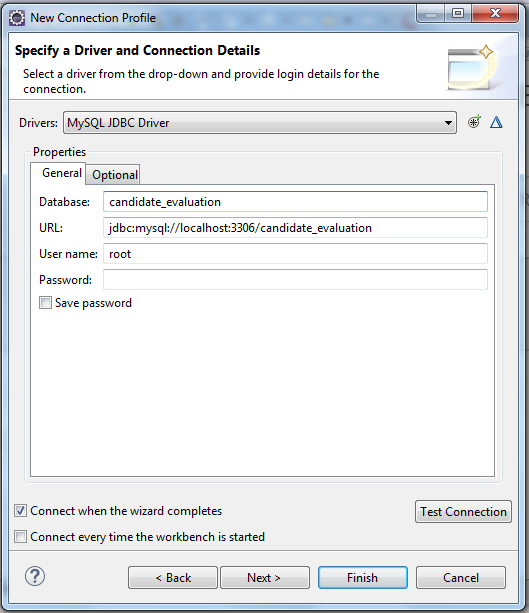 New Connection Profile
Specify a Driver and Connection Details
Select a driver from the drop-down and provide login details for the
connection.
Drivers: MySQL JDBC Driver
Properties
General Optional
Database: candidate_evaluation
URL: jdbc:mysql://localhost:3306/candidate_evaluation
User name: root
Password:
Save password
Connect when the wizard completes
Test Connection
Connect every time the workbench is started
< Back Next > Finish Cancel